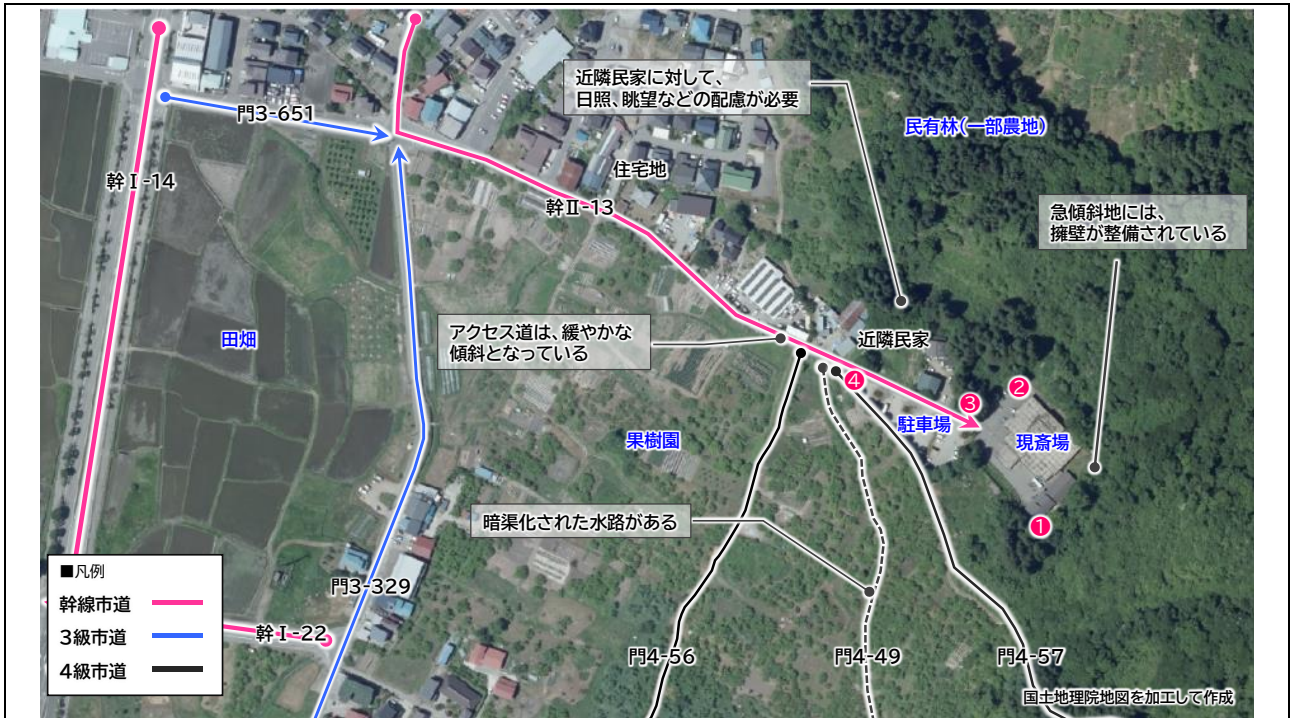 近隣民家に対して、
日照、眺望などの配慮が必要
民有林(一部農地)
門3-651
住宅地
幹Ⅰ-14
幹Ⅱ-13
急傾斜地には、
擁壁が整備されている
アクセス道は、緩やかな
傾斜となっている
田畑
近隣民家
❹
❸
❷
駐車場
現斎場
果樹園
暗渠化された水路がある
❶
■凡例
幹線市道
3級市道
4級市道
門3-329
幹Ⅰ-22
門4-56
門4-49
門4-57
国土地理院地図を加工して作成